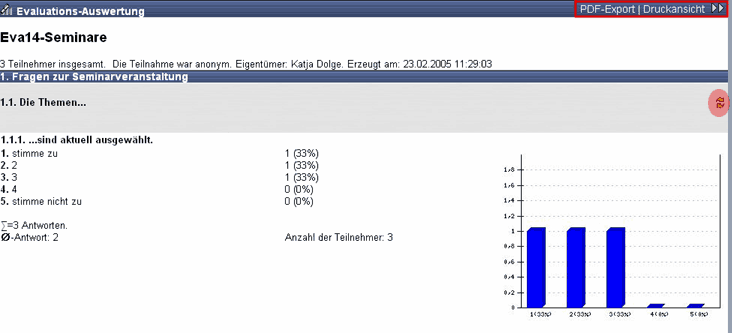 Evaluations-Auswertung
PDF-Export | Druckansicht
Eva14-Seminare
3 Teilnehmer insgesamt. Die Teilnahme war anonym. Eigentümer: Katja Dolge. Erzeugt am: 23.02.2005 11:29:03
1. Fragen zur Seminarveranstaltung
1.1. Die Themen...
1.1.1. ...sind aktuell ausgewählt.
1. stimme zu 1 (33%)
2. 2 1 (33%)
3. 3 1 (33%)
4. 4 0 (0%)
5. stimme nicht zu 0 (0%)
∑=3 Antworten.
Ø-Antwort: 2 Anzahl der Teilnehmer: 3
1,8
1,6
1,4
1,2
1
0,8
0,6
0,4
0,2
0
1(33%) 2(33%) 3(33%) 4(0%) 5(0%)